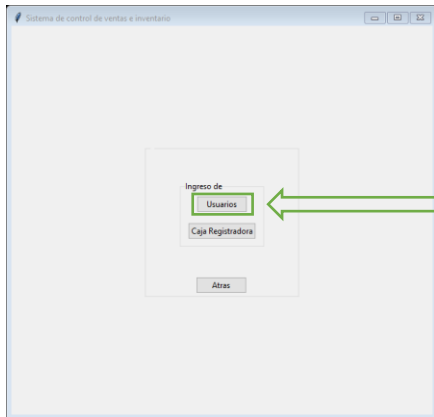 Sistema de control de ventas e inventario
Ingreso de
Usuarios
Caja Registradora
Atras